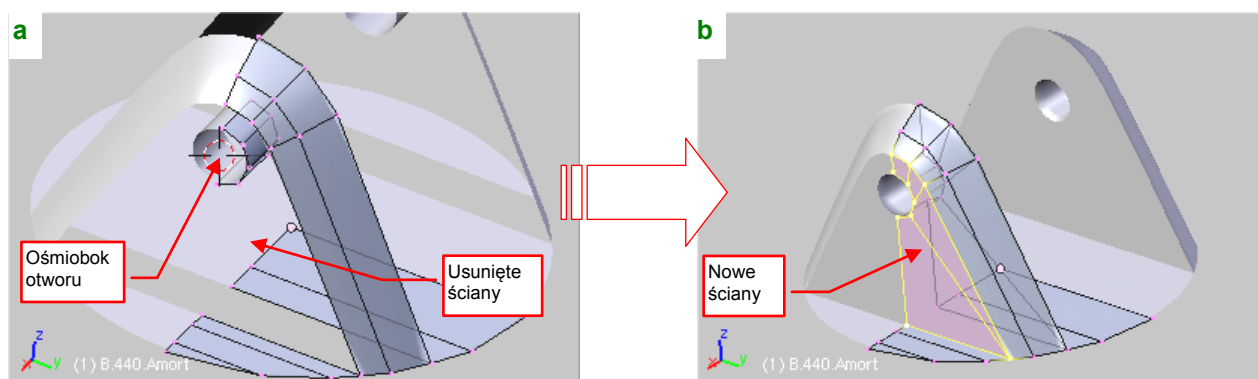 a
Ośmiobok
otworu
Usunięte
ściany
z
x y
(1) B.440.Amort
b
Nowe
ściany
z
x y
(1) B.440.Amort